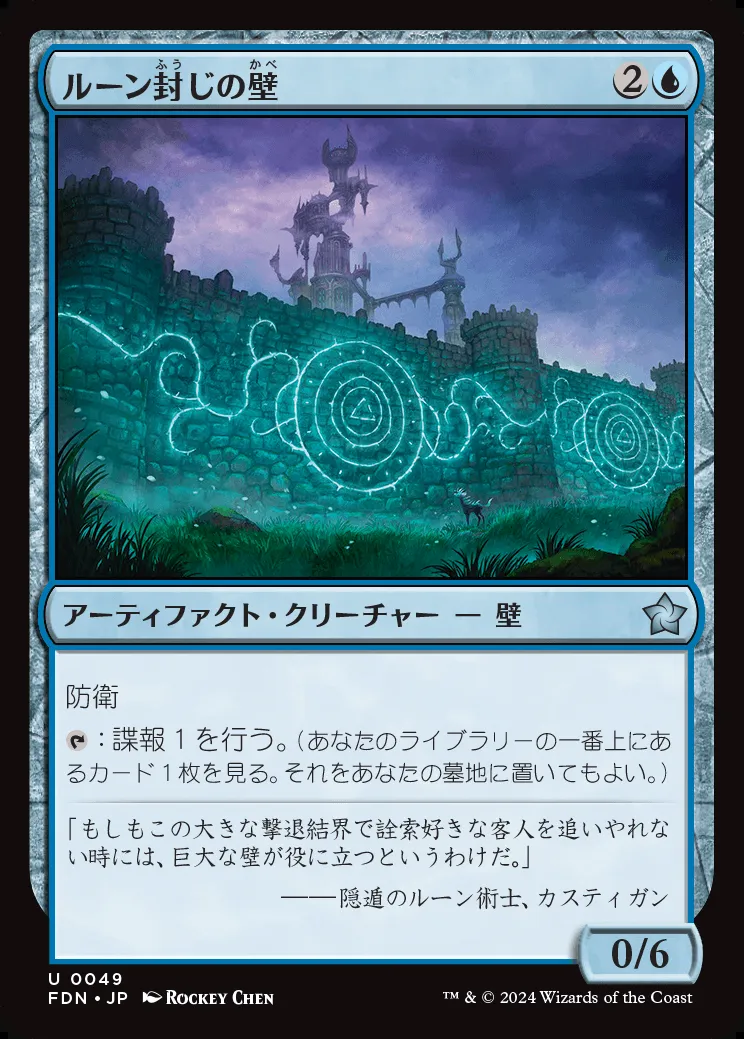 ルーン封じの壁
ふう かべ
2
アーティファクト・クリーチャー ― 壁
防衛
：諜報１を行う。（あなたのライブラリーの一番上にあ
るカード１枚を見る。それをあなたの墓地に置いてもよい。）
「もしもこの大きな撃退結界で詮索好きな客人を追いやれな
い時には、巨大な壁が役に立つというわけだ。」
――隠遁のルーン術士、カスティガン
0/6
U 0049
FDN • JP Rockey Chen
™ & © 2024 Wizards of the Coast